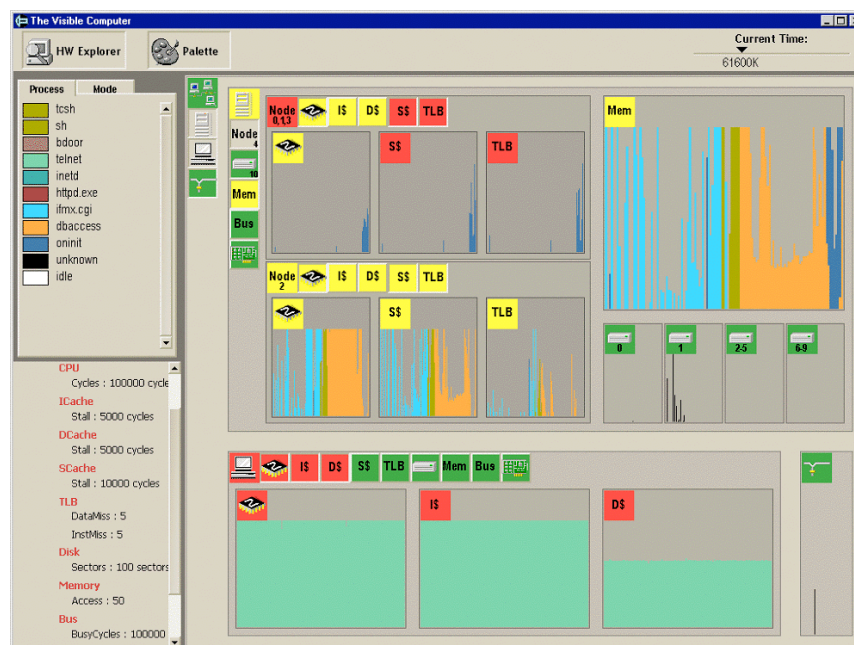 The Visible Computer
HW Explorer
Palette
Current Time:
61600K
Process
Mode
tcsh
sh
bdoor
telnet
inetd
httpd.exe
ifmx.cgi
dbaccess
oninit
unknown
idle
CPU
Cycles : 100000 cycle
ICache
Stall : 5000 cycles
DCache
Stall : 5000 cycles
SCache
Stall : 10000 cycles
TLB
DataMiss : 5
InstMiss : 5
Disk
Sectors : 100 sectors
Memory
Access : 50
Bus
BusyCycles : 100000
Node
4
10
Mem
Bus
Node
0,1,3
I$
D$
S$
TLB
S$
TLB
Node
2
I$
D$
S$
TLB
S$
TLB
Mem
0
1
2-5
6-9
I$
D$
S$
TLB
Mem
Bus
I$
D$